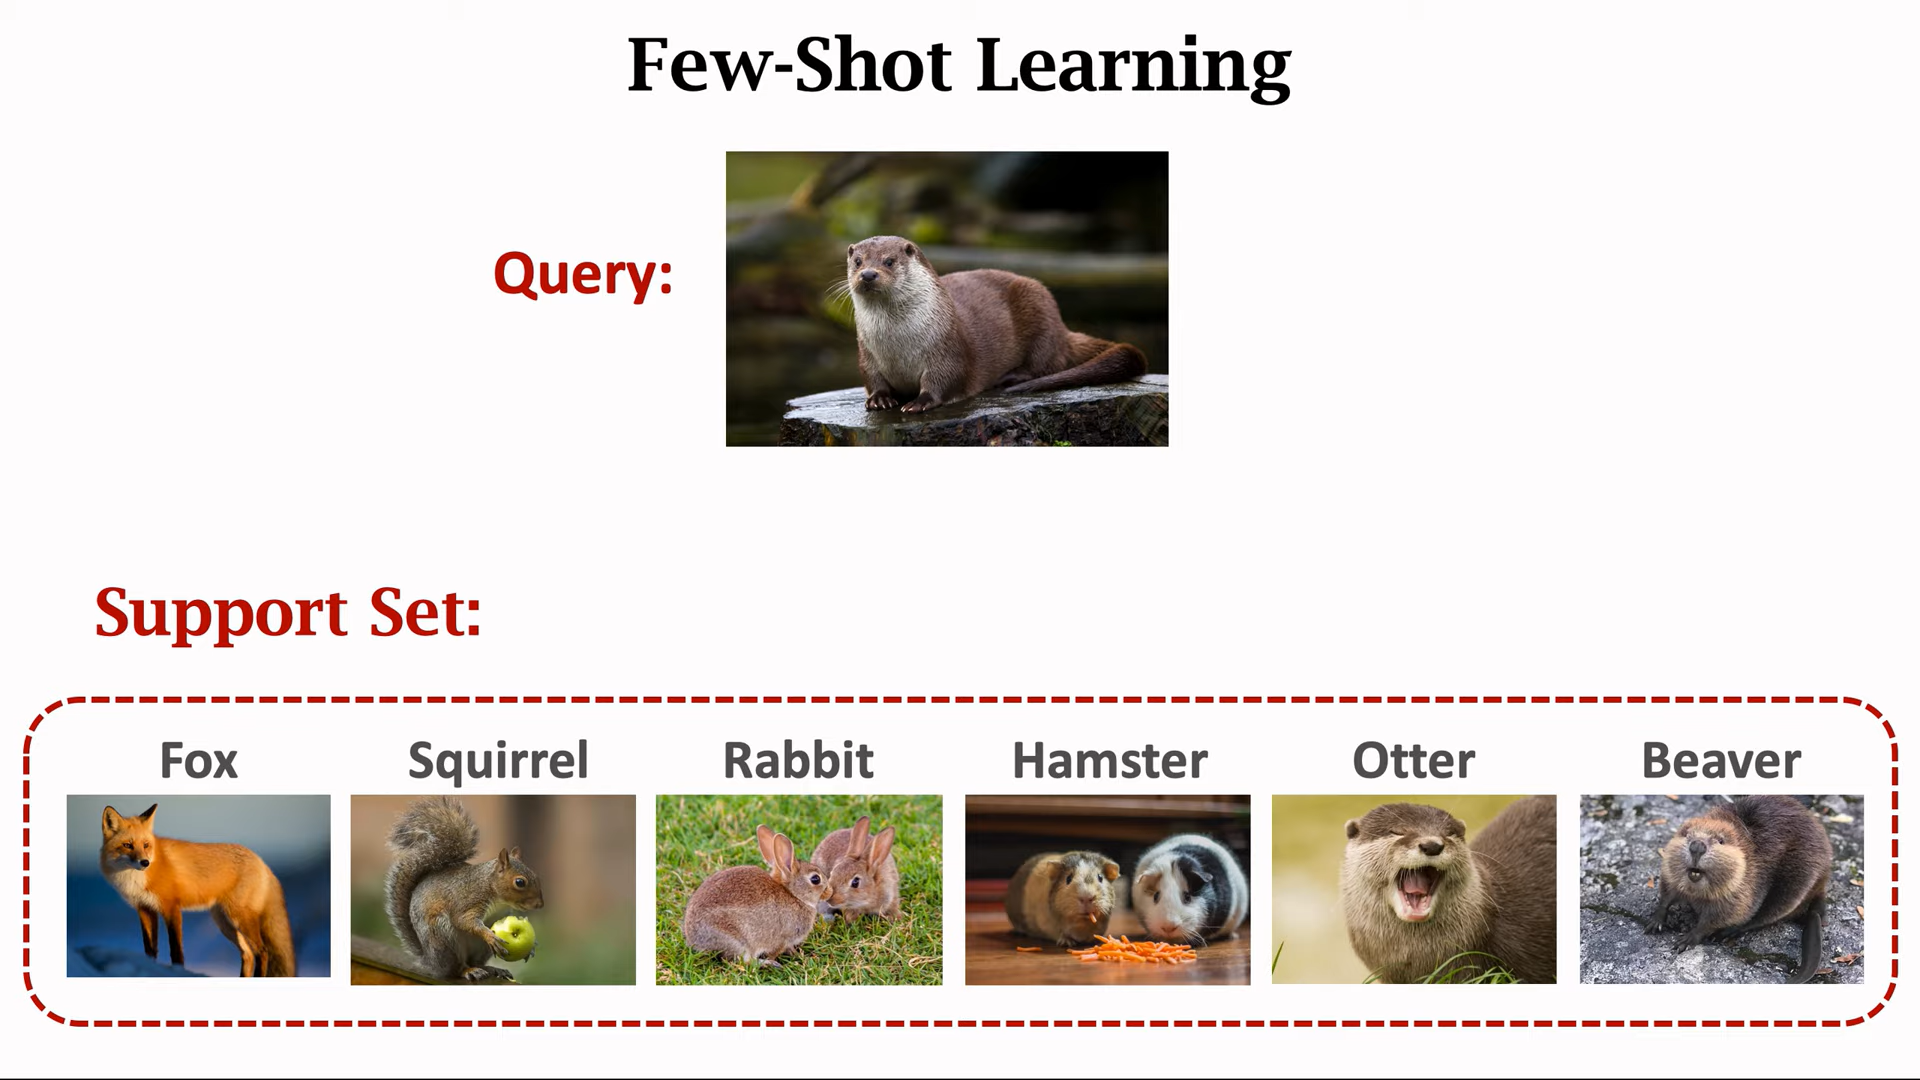 Few-Shot Learning
Query:
Support Set:
Fox
Squirrel
Rabbit
Hamster
Otter
Beaver